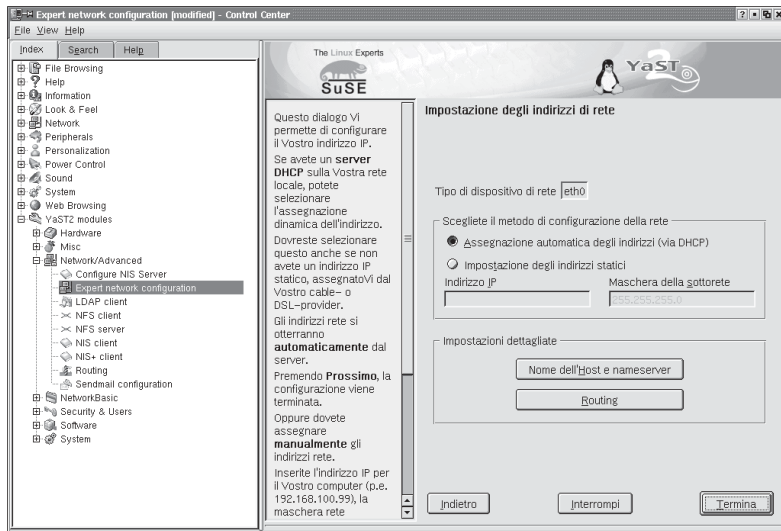 Expert network configuration [modified] - Control Center
File View Help
Index Search Help
File Browsing
Help
Information
Look & Feel
Network
Peripherals
Personalization
Power Control
Sound
System
Web Browsing
YaST2 modules
Hardware
Misc
Network/Advanced
Configure NIS Server
Expert network configuration
LDAP client
NFS client
NFS server
NIS client
NIS+ client
Routing
Sendmail configuration
NetworkBasic
Security & Users
Software
System
The Linux Experts
SuSE
YaST
2
Questo dialogo Vi
permette di configurare
il Vostro indirizzo IP.
Se avete un server
DHCP sulla Vostra rete
locale, potete
selezionare
l'assegnazione
dinamica dell'indirizzo.
Dovreste selezionare
questo anche se non
avete un indirizzo IP
statico, assegnatoVi dal
Vostro cable- o
DSL-provider.
Gli indirizzi rete si
otterranno
automaticamente dal
server.
Premendo Prossimo, la
configurazione viene
terminata.
Oppure dovete
assegnare
manualmente gli
indirizzi rete.
Inserite l'indirizzo IP per
il Vostro computer (p.e.
192.168.100.99), la
maschera rete
Impostazione degli indirizzi di rete
Tipo di dispositivo di rete eth0
Scegliete il metodo di configurazione della rete
Assegnazione automatica degli indirizzi (via DHCP)
Impostazione degli indirizzi statici
Indirizzo IP Maschera della sottorete
255.255.255.0
Impostazioni dettagliate
Nome dell'Host e nameserver
Routing
Indietro Interrompi Termina